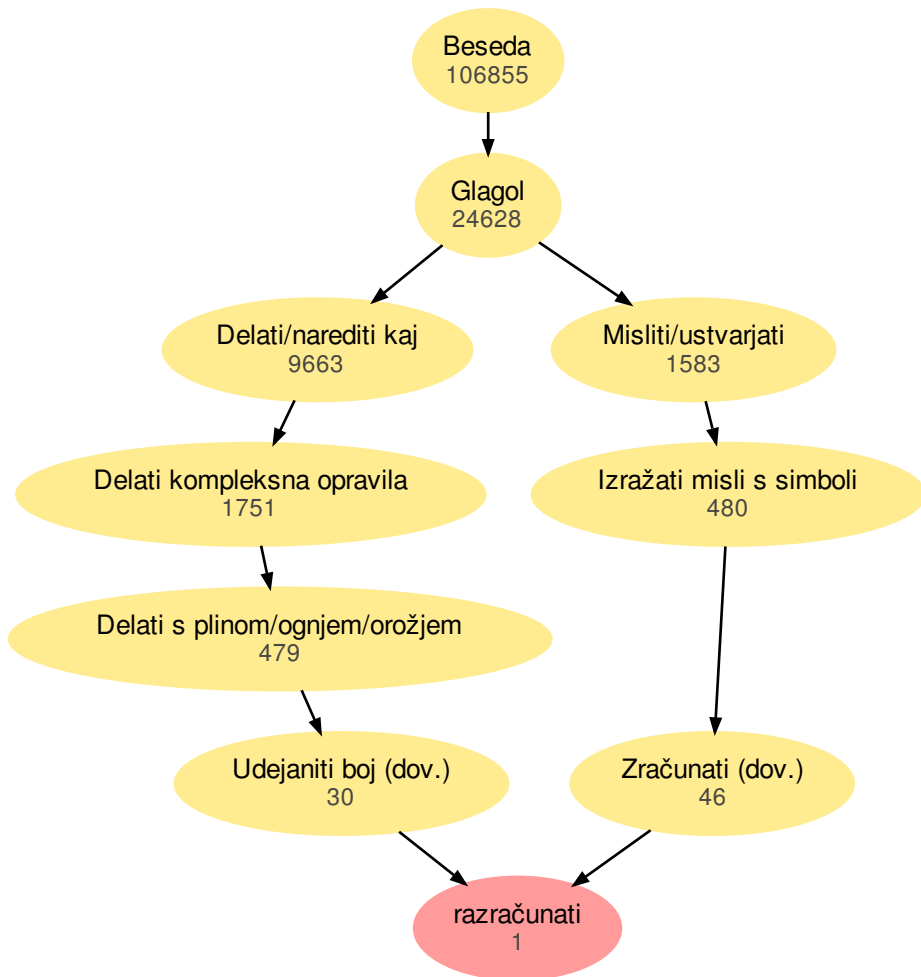 Beseda
106855
Glagol
24628
Delati/narediti kaj
9663
Misliti/ustvarjati
1583
Delati kompleksna opravila
1751
Izražati misli s simboli
480
Delati s plinom/ognjem/orožjem
479
Udejaniti boj (dov.)
30
Zračunati (dov.)
46
razračunati
1